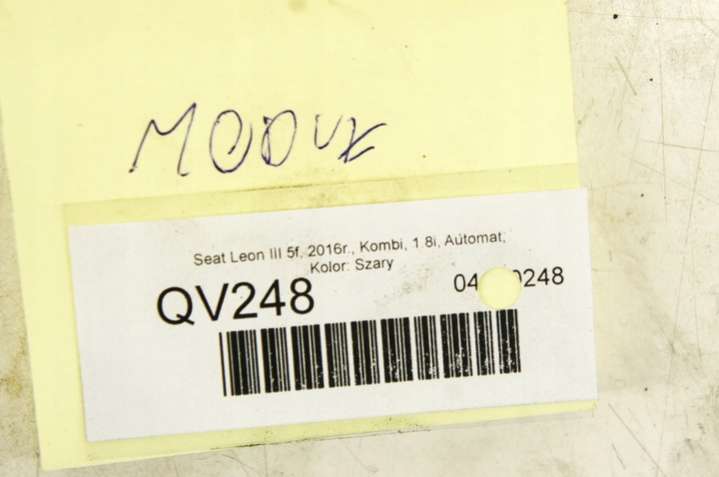 MODUŁ
Seat Leon III 5f, 2016r., Kombi, 1 8i, Automat,
Kolor: Szary
QV248